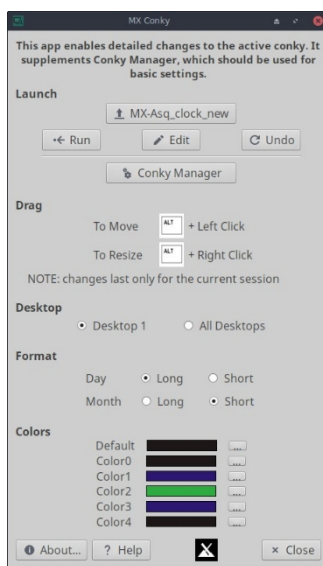 MX Conky
This app enables detailed changes to the active conky. It
supplements Conky Manager, which should be used for
basic settings.
Launch
MX-Asq_clock_new
Run Edit Undo
Conky Manager
Drag
To Move ALT + Left Click
To Resize ALT + Right Click
NOTE: changes last only for the current session
Desktop
Desktop 1 All Desktops
Format
Day Long Short
Month Long Short
Colors
Default ...
Color0 ...
Color1 ...
Color2 ...
Color3 ...
Color4 ...
About... ? Help × Close